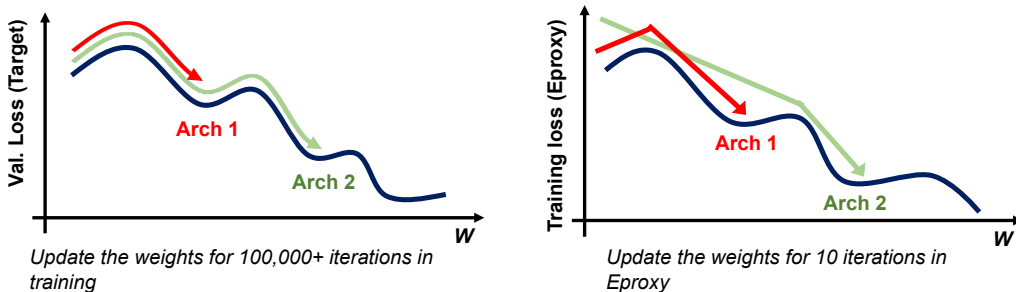 Val. Loss (Target)
Arch 1
Arch 2
W
Update the weights for 100,000+ iterations in
training
Training loss (Eproxy)
Arch 1
Arch 2
W
Update the weights for 10 iterations in
Eproxy